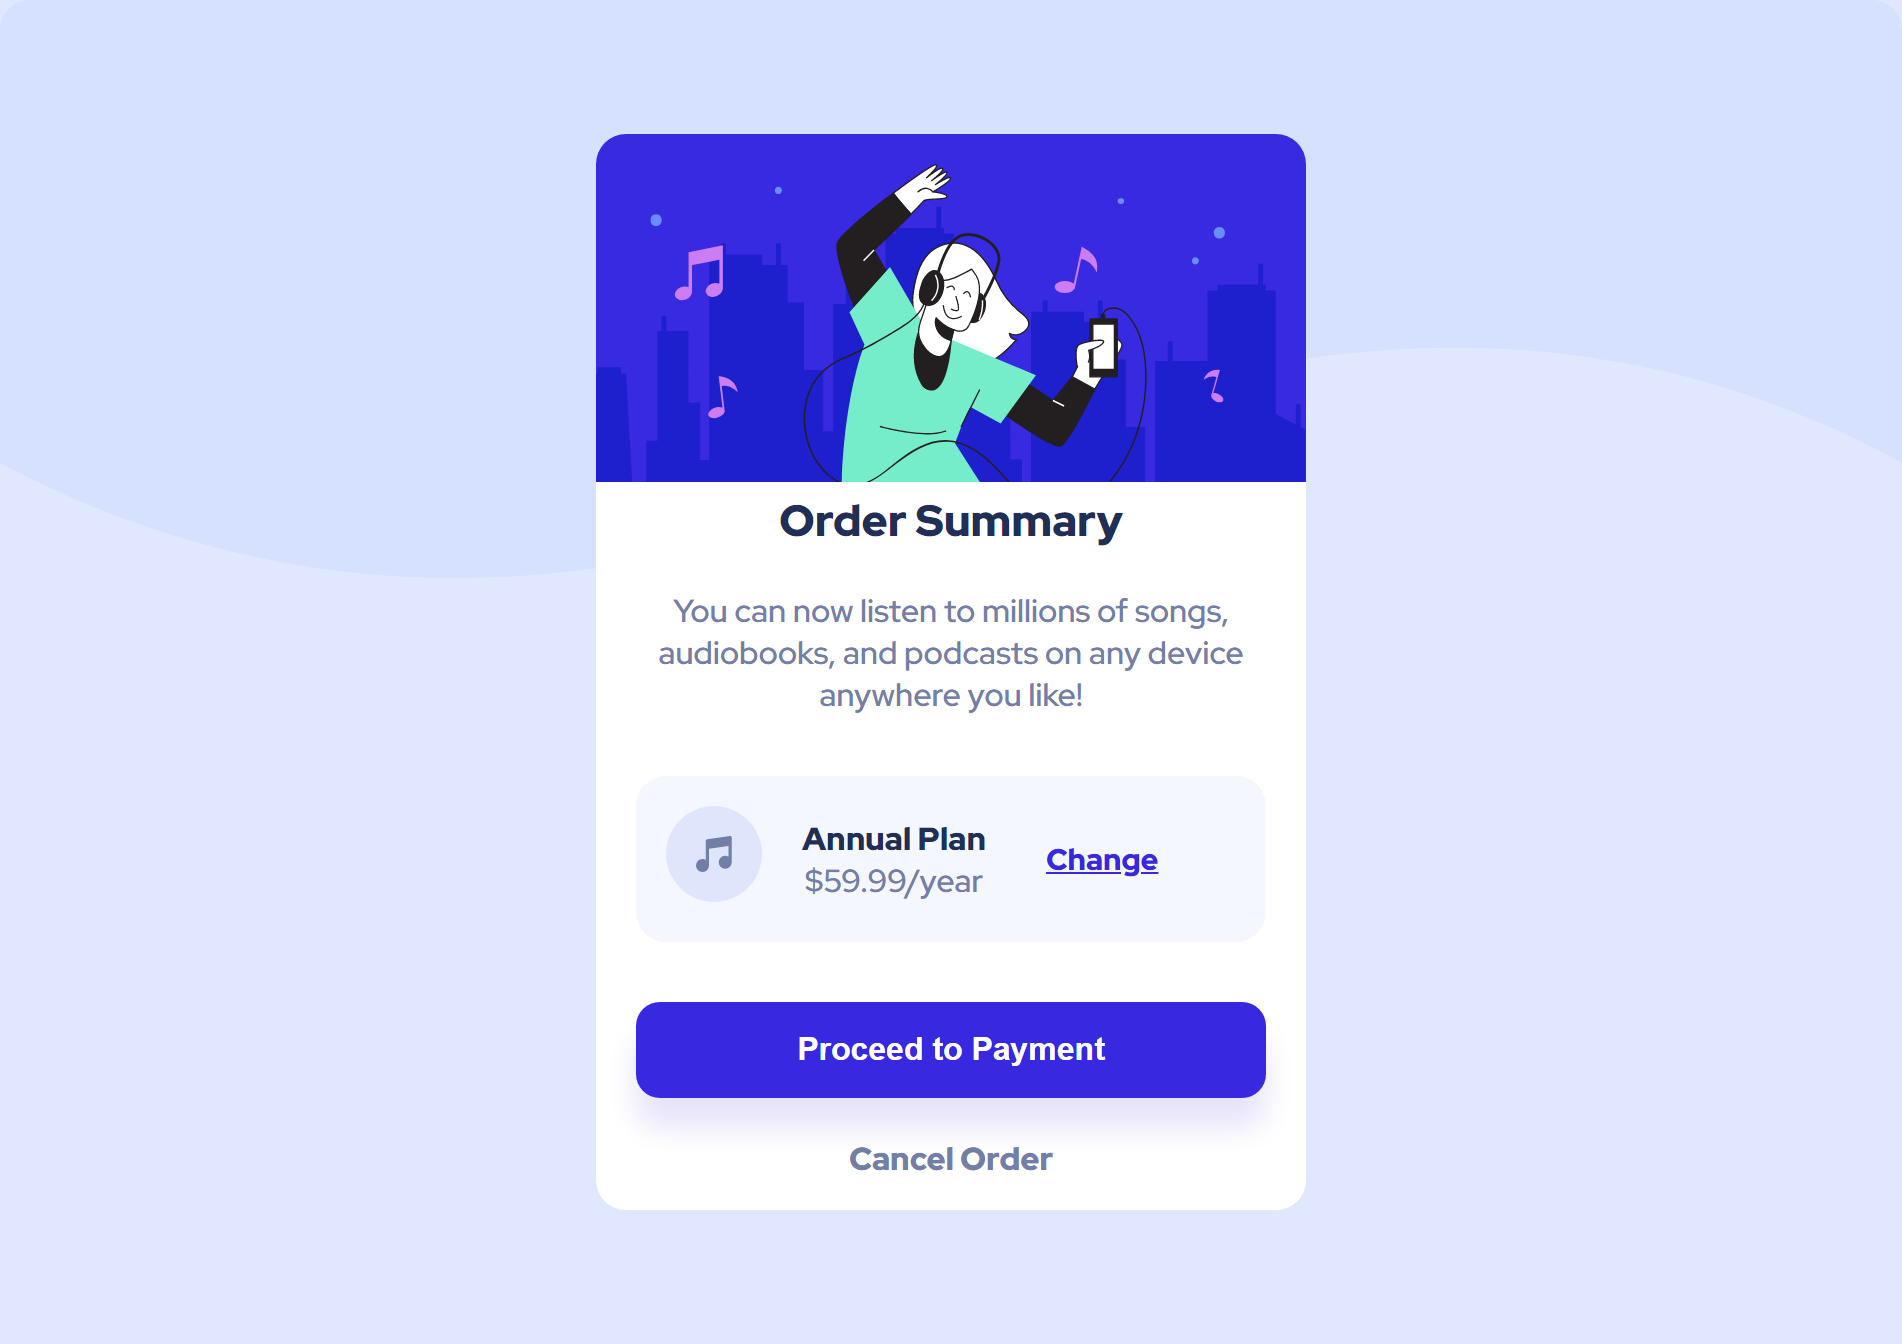 Order Summary
You can now listen to millions of songs,
audiobooks, and podcasts on any device
anywhere you like!
Annual Plan
$59.99/year
Change
Proceed to Payment
Cancel Order